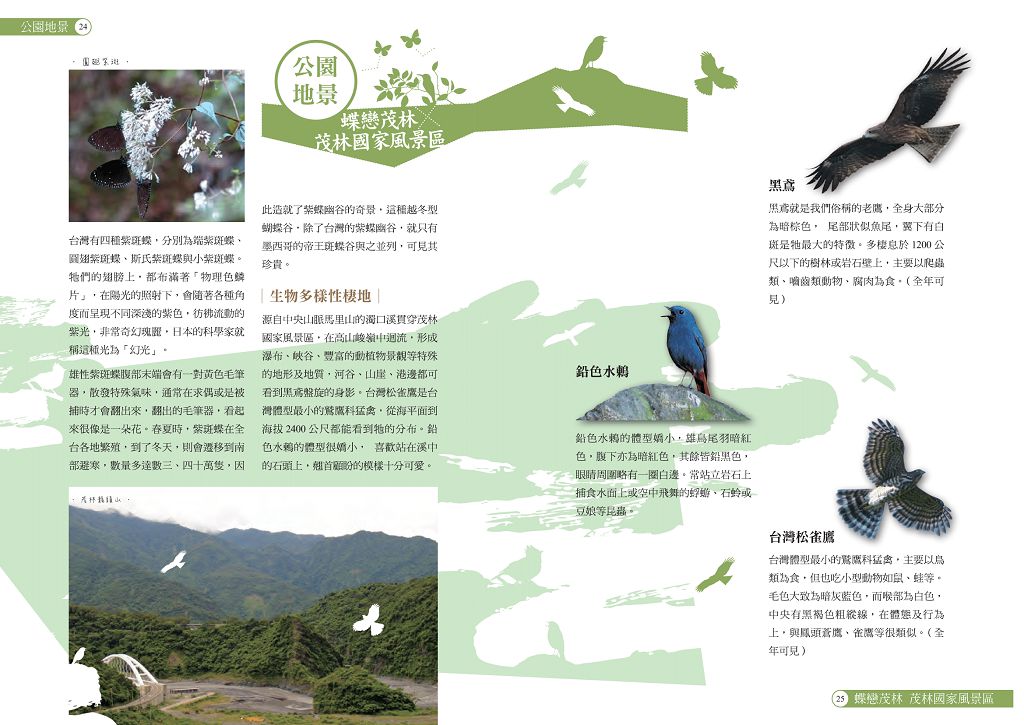 公園地景 24
公園
地景
蝶戀茂林
茂林國家風景區
台灣有四種紫斑蝶，分別為端紫斑蝶、
圓翅紫斑蝶、斯氏紫斑蝶與小紫斑蝶。
牠們的翅膀上，都布滿著「物理色鱗
片」，在陽光的照射下，會隨著各種角
度而呈現不同深淺的紫色，彷彿流動的
紫光，非常奇幻瑰麗，日本的科學家就
稱這種光為「幻光」。
雄性紫斑蝶腹部末端會有一對黃色毛筆
器，散發特殊氣味，通常在求偶或是被
捕時才會翻出來，翻出的毛筆器，看起
來很像是一朵花。春夏時，紫斑蝶在全
台各地繁殖，到了冬天，則會遷移到南
部避寒，數量多達數三、四十萬隻，因
此造就了紫蝶幽谷的奇景，這種越冬型
蝴蝶谷，除了台灣的紫蝶幽谷，就只有
墨西哥的帝王斑蝶谷與之並列，可見其
珍貴。
生物多樣性棲地
源自中央山脈馬里山的濁口溪貫穿茂林
國家風景區，在高山峻嶺中迴流，形成
瀑布、峽谷、豐富的動植物景觀等特殊
的地形及地質，河谷、山崖、港邊都可
看到黑鳶盤旋的身影。台灣松雀鷹是台
灣體型最小的鷲鷹科猛禽，從海平面到
海拔 2400 公尺都能看到牠的分布。鉛
色水鶇的體型很嬌小， 喜歡站在溪中
的石頭上，翹首顧盼的模樣十分可愛。
鉛色水鶇
鉛色水鶇的體型嬌小，雄鳥尾羽暗紅
色，腹下亦為暗紅色，其餘皆鉛黑色，
眼睛周圍略有一圈白邊。常站立岩石上
捕食水面上或空中飛舞的蜉蝣、石蛉或
豆娘等昆蟲。
黑鳶
黑鳶就是我們俗稱的老鷹，全身大部分
為暗棕色， 尾部狀似魚尾，翼下有白
斑是牠最大的特徵。多棲息於 1200 公
尺以下的樹林或岩石壁上，主要以爬蟲
類、嚙齒類動物、腐肉為食。（全年可
見）
台灣松雀鷹
台灣體型最小的鷲鷹科猛禽，主要以鳥
類為食，但也吃小型動物如鼠、蛙等。
毛色大致為暗灰藍色，而喉部為白色，
中央有黑褐色粗縱線，在體態及行為
上，與鳳頭蒼鷹、雀鷹等很類似。（全
年可見）
25 蝶戀茂林 茂林國家風景區